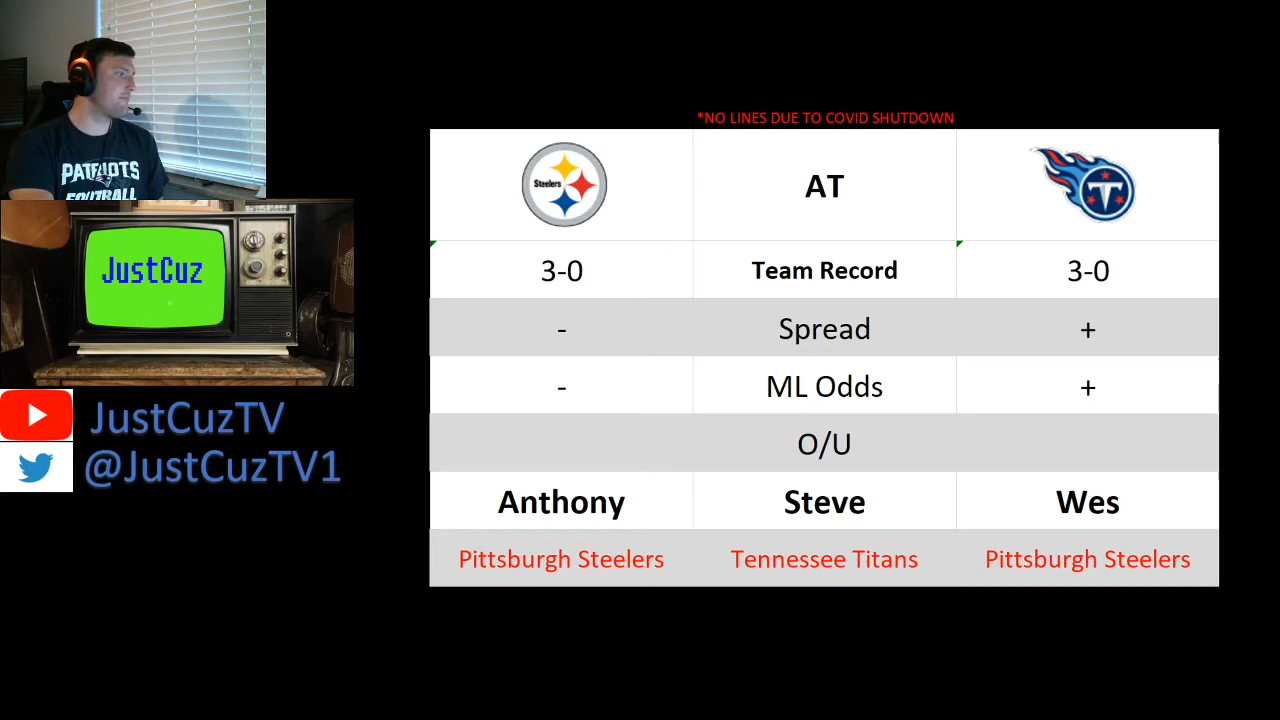 PATRIOTS
FOOTBALL
JustCuz
JustCuzTV
@JustCuzTV1
*NO LINES DUE TO COVID SHUTDOWN
Steelers
AT
T
3-0 Team Record 3-0
- Spread +
- ML Odds +
O/U
Anthony Steve Wes
Pittsburgh Steelers Tennessee Titans Pittsburgh Steelers